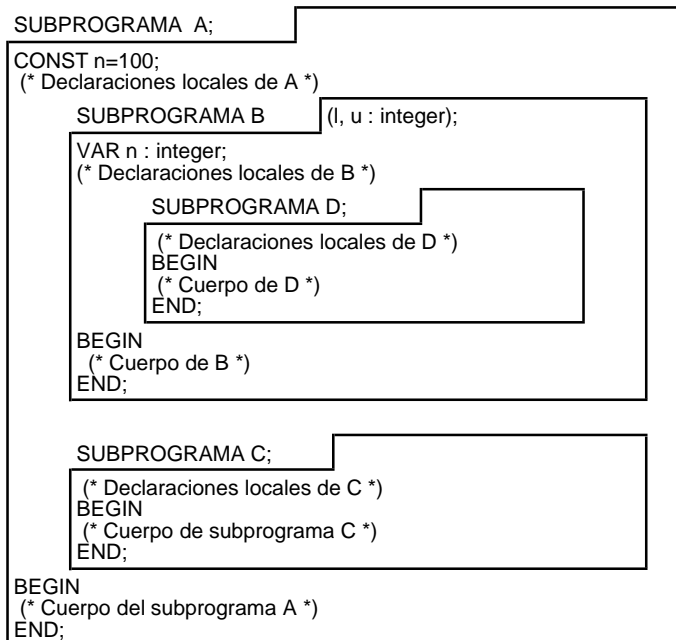 SUBPROGRAMA A;
CONST n=100;
(* Declaraciones locales de A *)
SUBPROGRAMA B (l, u : integer);
VAR n : integer;
(* Declaraciones locales de B *)
SUBPROGRAMA D;
(* Declaraciones locales de D *)
BEGIN
(* Cuerpo de D *)
END;
BEGIN
(* Cuerpo de B *)
END;
SUBPROGRAMA C;
(* Declaraciones locales de C *)
BEGIN
(* Cuerpo de subprograma C *)
END;
BEGIN
(* Cuerpo del subprograma A *)
END;